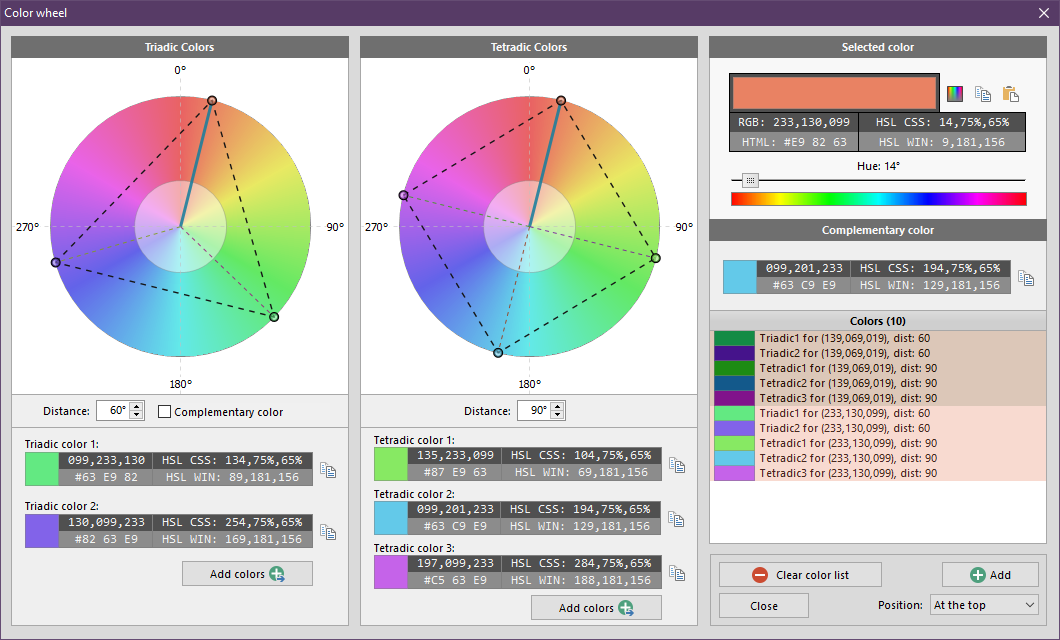 Color wheel
Triadic Colors
0°
270°
90°
180°
Distance: 60° Complementary color
Triadic color 1:
099,233,130 HSL CSS: 134,75%,65%
#63 E9 82 HSL WIN: 89,181,156
Triadic color 2:
130,099,233 HSL CSS: 254,75%,65%
#82 63 E9 HSL WIN: 169,181,156
Add colors
Tetradic Colors
0°
270°
90°
180°
Distance: 90°
Tetradic color 1:
135,233,099 HSL CSS: 104,75%,65%
#87 E9 63 HSL WIN: 69,181,156
Tetradic color 2:
099,201,233 HSL CSS: 194,75%,65%
#63 C9 E9 HSL WIN: 129,181,156
Tetradic color 3:
197,099,233 HSL CSS: 284,75%,65%
#C5 63 E9 HSL WIN: 188,181,156
Add colors
Selected color
RGB: 233,130,099 HSL CSS: 14,75%,65%
HTML: #E9 82 63 HSL WIN: 9,181,156
Hue: 14°
Complementary color
099,201,233 HSL CSS: 194,75%,65%
#63 C9 E9 HSL WIN: 129,181,156
Colors (10)
Triadic1 for (139,069,019), dist: 60
Triadic2 for (139,069,019), dist: 60
Tetradic1 for (139,069,019), dist: 90
Tetradic2 for (139,069,019), dist: 90
Tetradic3 for (139,069,019), dist: 90
Triadic1 for (233,130,099), dist: 60
Triadic2 for (233,130,099), dist: 60
Tetradic1 for (233,130,099), dist: 90
Tetradic2 for (233,130,099), dist: 90
Tetradic3 for (233,130,099), dist: 90
Clear color list
Add
Close
Position: At the top